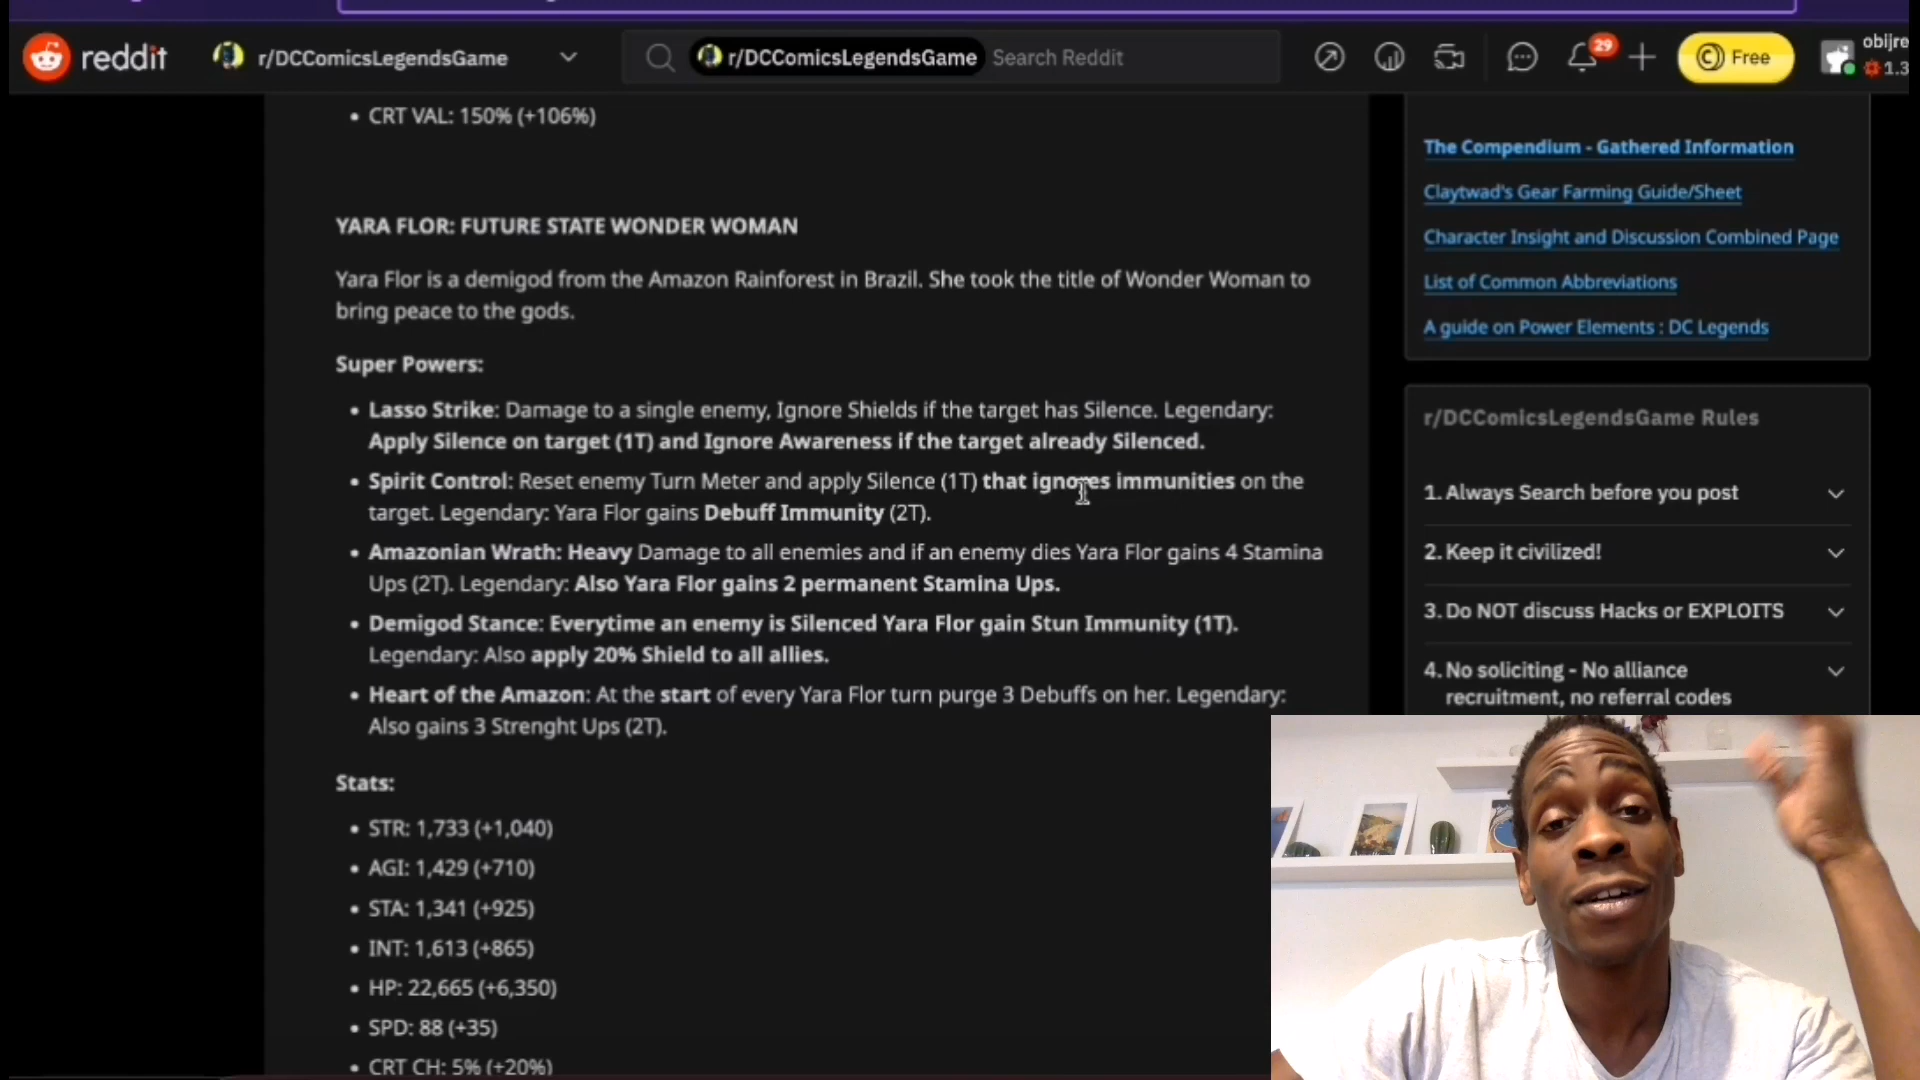 reddit
r/DCComicsLegendsGame
r/DCComicsLegendsGame Search Reddit
29
Free
obijre
1.3
CRT VAL: 150% (+106%)
YARA FLOR: FUTURE STATE WONDER WOMAN
Yara Flor is a demigod from the Amazon Rainforest in Brazil. She took the title of Wonder Woman to
bring peace to the gods.
Super Powers:
Lasso Strike: Damage to a single enemy, Ignore Shields if the target has Silence. Legendary:
Apply Silence on target (1T) and Ignore Awareness if the target already Silenced.
Spirit Control: Reset enemy Turn Meter and apply Silence (1T) that ignores immunities on the
target. Legendary: Yara Flor gains Debuff Immunity (2T).
Amazonian Wrath: Heavy Damage to all enemies and if an enemy dies Yara Flor gains 4 Stamina
Ups (2T). Legendary: Also Yara Flor gains 2 permanent Stamina Ups.
Demigod Stance: Everytime an enemy is Silenced Yara Flor gain Stun Immunity (1T).
Legendary: Also apply 20% Shield to all allies.
Heart of the Amazon: At the start of every Yara Flor turn purge 3 Debuffs on her. Legendary:
Also gains 3 Strenght Ups (2T).
Stats:
STR: 1,733 (+1,040)
AGI: 1,429 (+710)
STA: 1,341 (+925)
INT: 1,613 (+865)
HP: 22,665 (+6,350)
SPD: 88 (+35)
CRT CH: 5% (+20%)
The Compendium - Gathered Information
Claytwad's Gear Farming Guide/Sheet
Character Insight and Discussion Combined Page
List of Common Abbreviations
A guide on Power Elements : DC Legends
r/DCComicsLegendsGame Rules
1. Always Search before you post
2. Keep it civilized!
3. Do NOT discuss Hacks or EXPLOITS
4. No soliciting - No alliance
recruitment, no referral codes